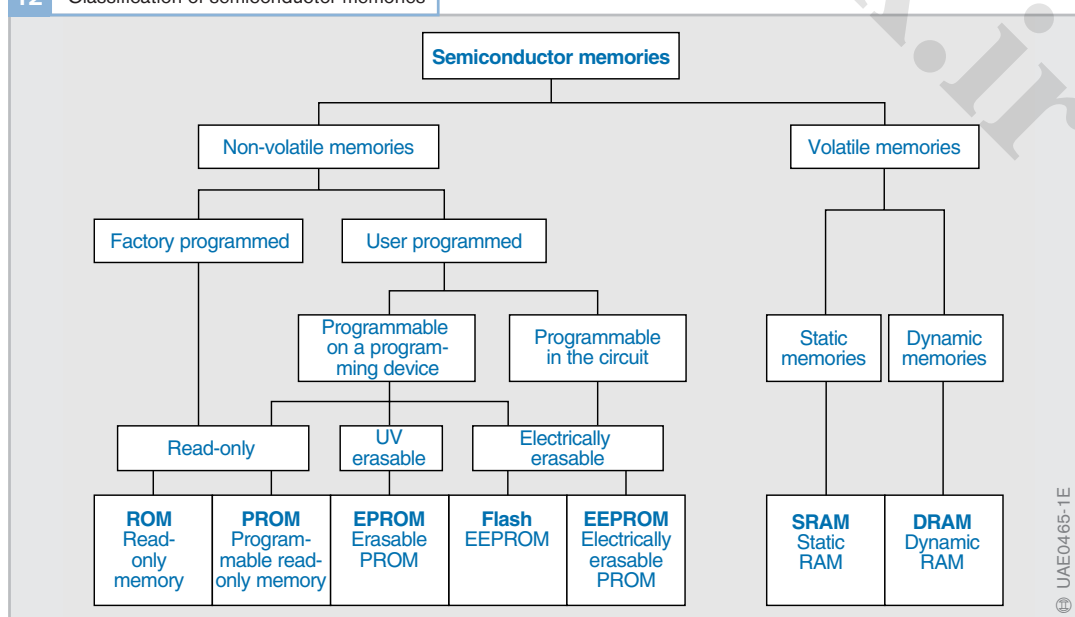 12 Classification of semiconductor memories
Semiconductor memories
Non-volatile memories
Volatile memories
Factory programmed
User programmed
Programmable
on a program-
ming device
Programmable
in the circuit
Static
memories
Dynamic
memories
Read-only
UV
erasable
Electrically
erasable
ROM
Read-
only
memory
PROM
Program-
mable read-
only memory
EPROM
Erasable
PROM
Flash
EEPROM
EEPROM
Electrically
erasable
PROM
SRAM
Static
RAM
DRAM
Dynamic
RAM
UAE0465-1E
x.ir